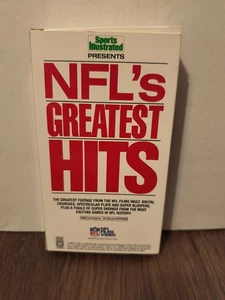 Sports Illustrated
PRESENTS
NFL's
GREATEST
HITS
THE GREATEST FOOTAGE FROM THE NFL FILMS VAULT. BRUTAL
CRUNCHES, SPECTACULAR PLAYS AND SUPER BLOOPERS.
PLUS A FINALE OF SUPER ENDINGS FROM THE MOST
EXCITING GAMES IN NFL HISTORY!